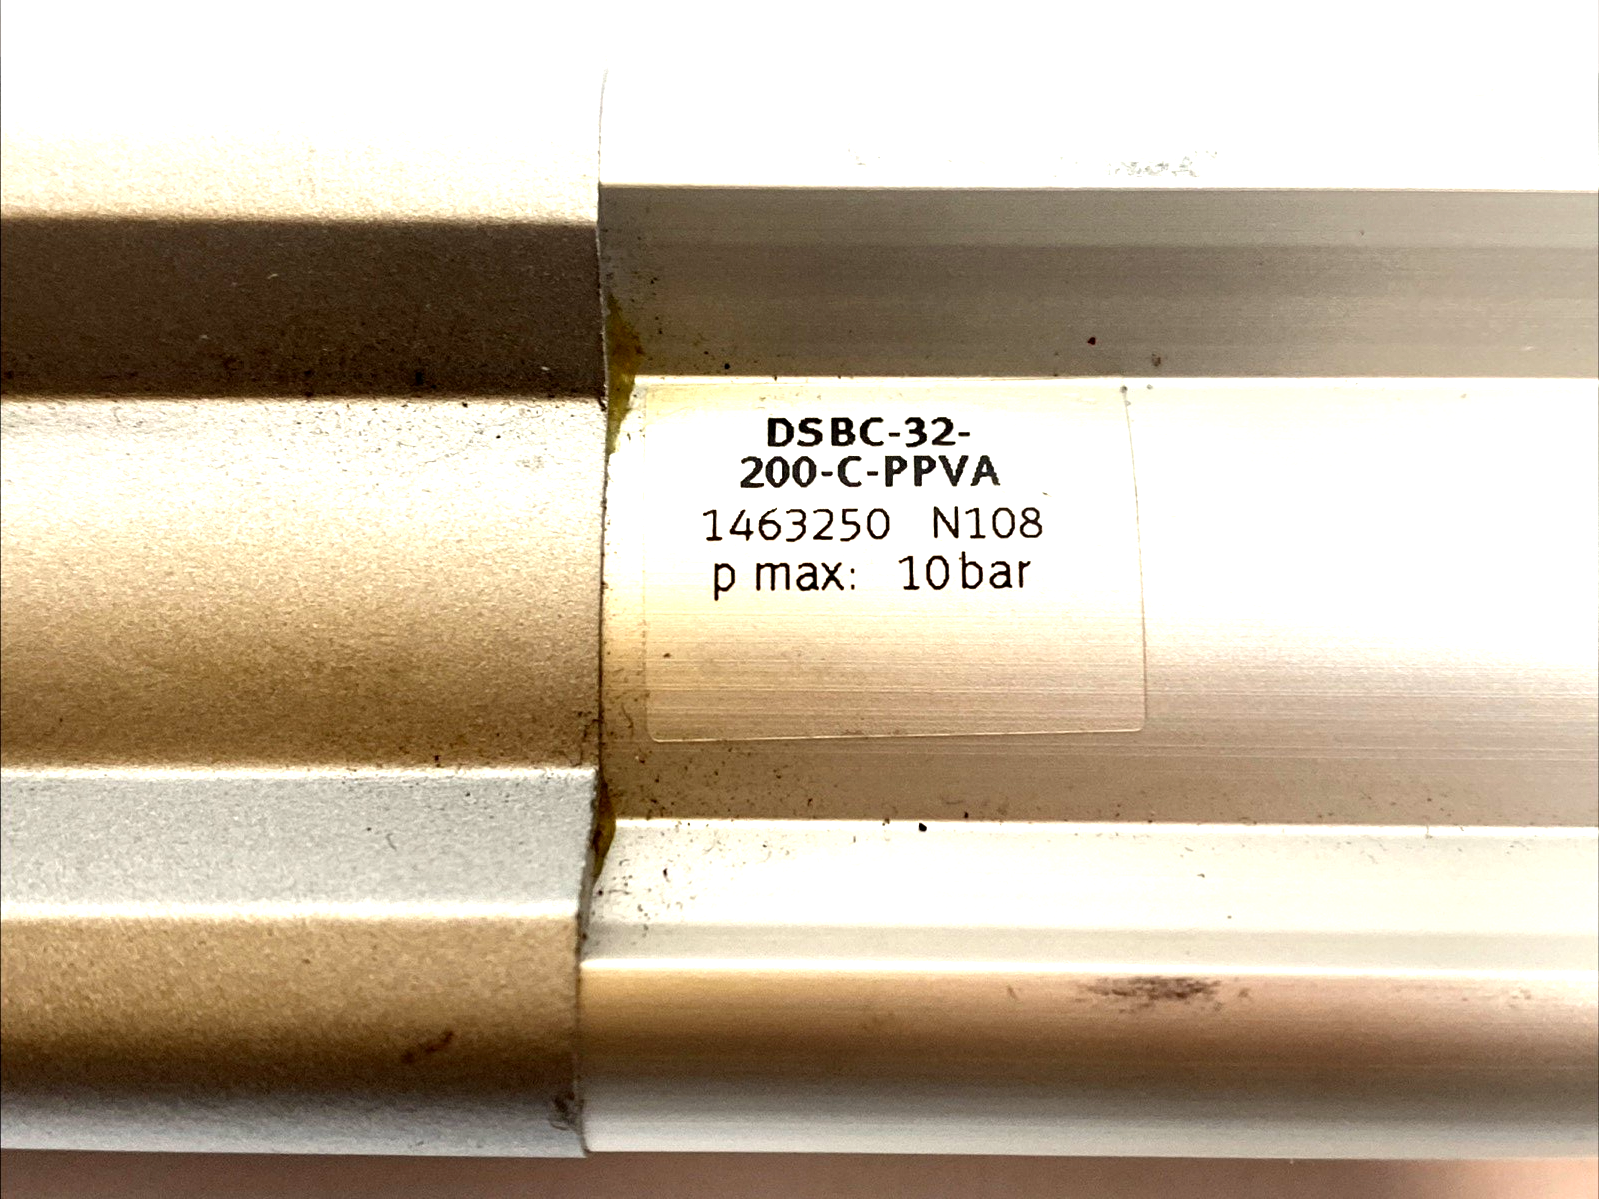 DSBC-32-
200-C-PPVA
1463250 N108
p max: 10bar